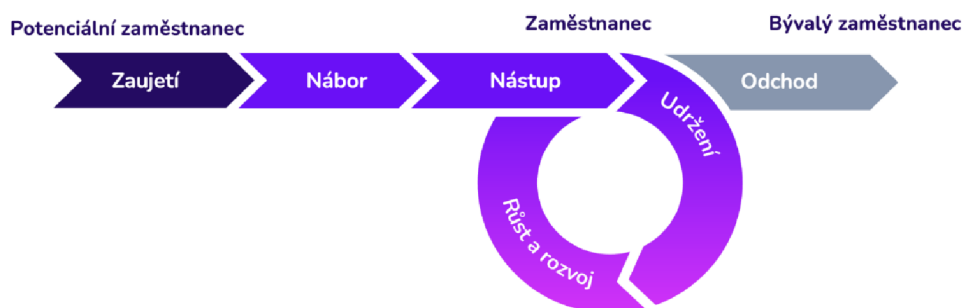 Potenciální zaměstnanec
Zaměstnanec
Bývalý zaměstnanec
Zaujetí
Nábor
Nástup
Odchod
Udržení
Růst a rozvoj